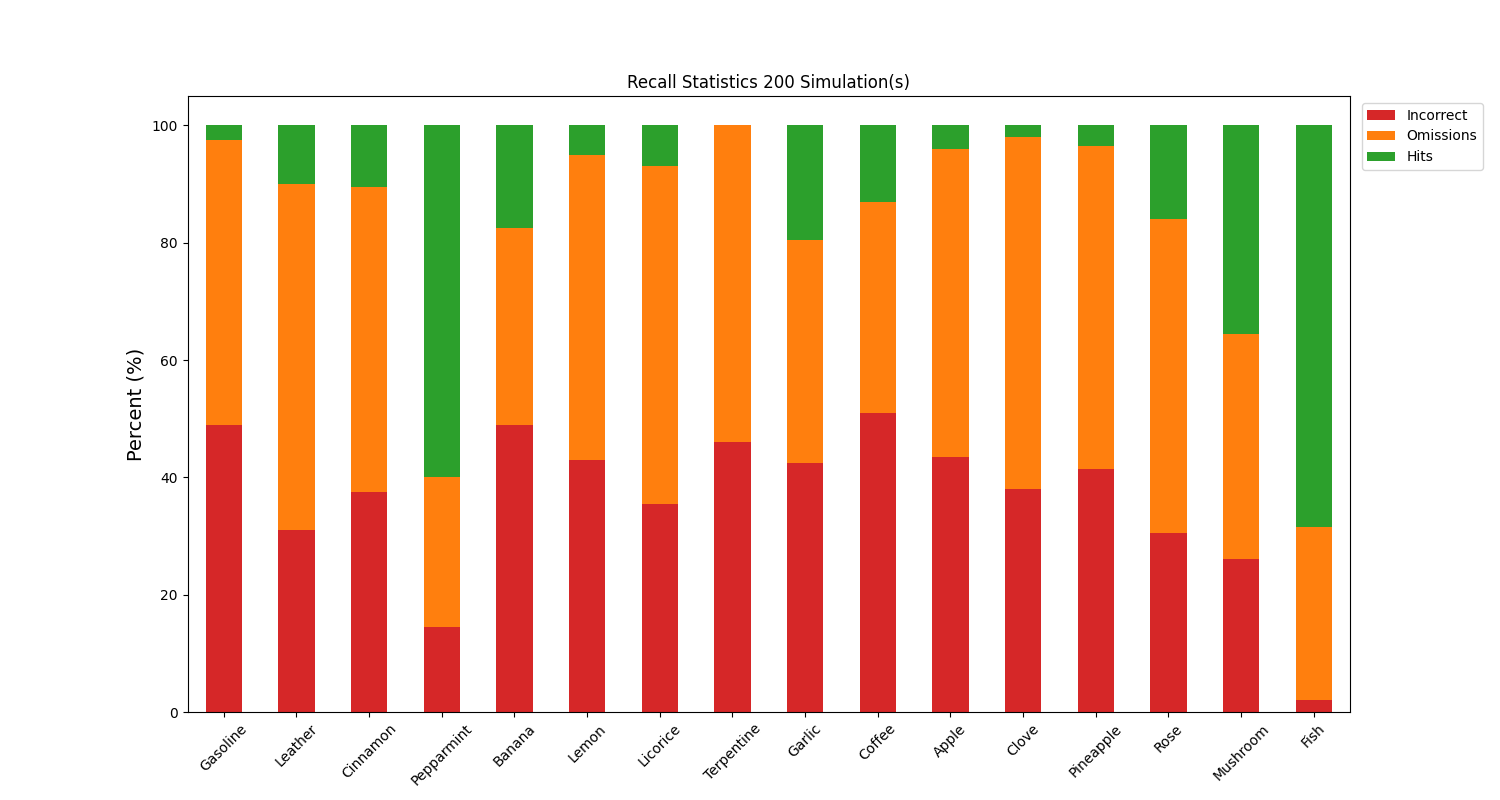 Recall Statistics 200 Simulation(s)
Incorrect
Omissions
Hits
Percent (%)
100
80
60
40
20
0
Gasoline
Leather
Cinnamon
Pepparmint
Banana
Lemon
Licorice
Terpentine
Garlic
Coffee
Apple
Clove
Pineapple
Rose
Mushroom
Fish